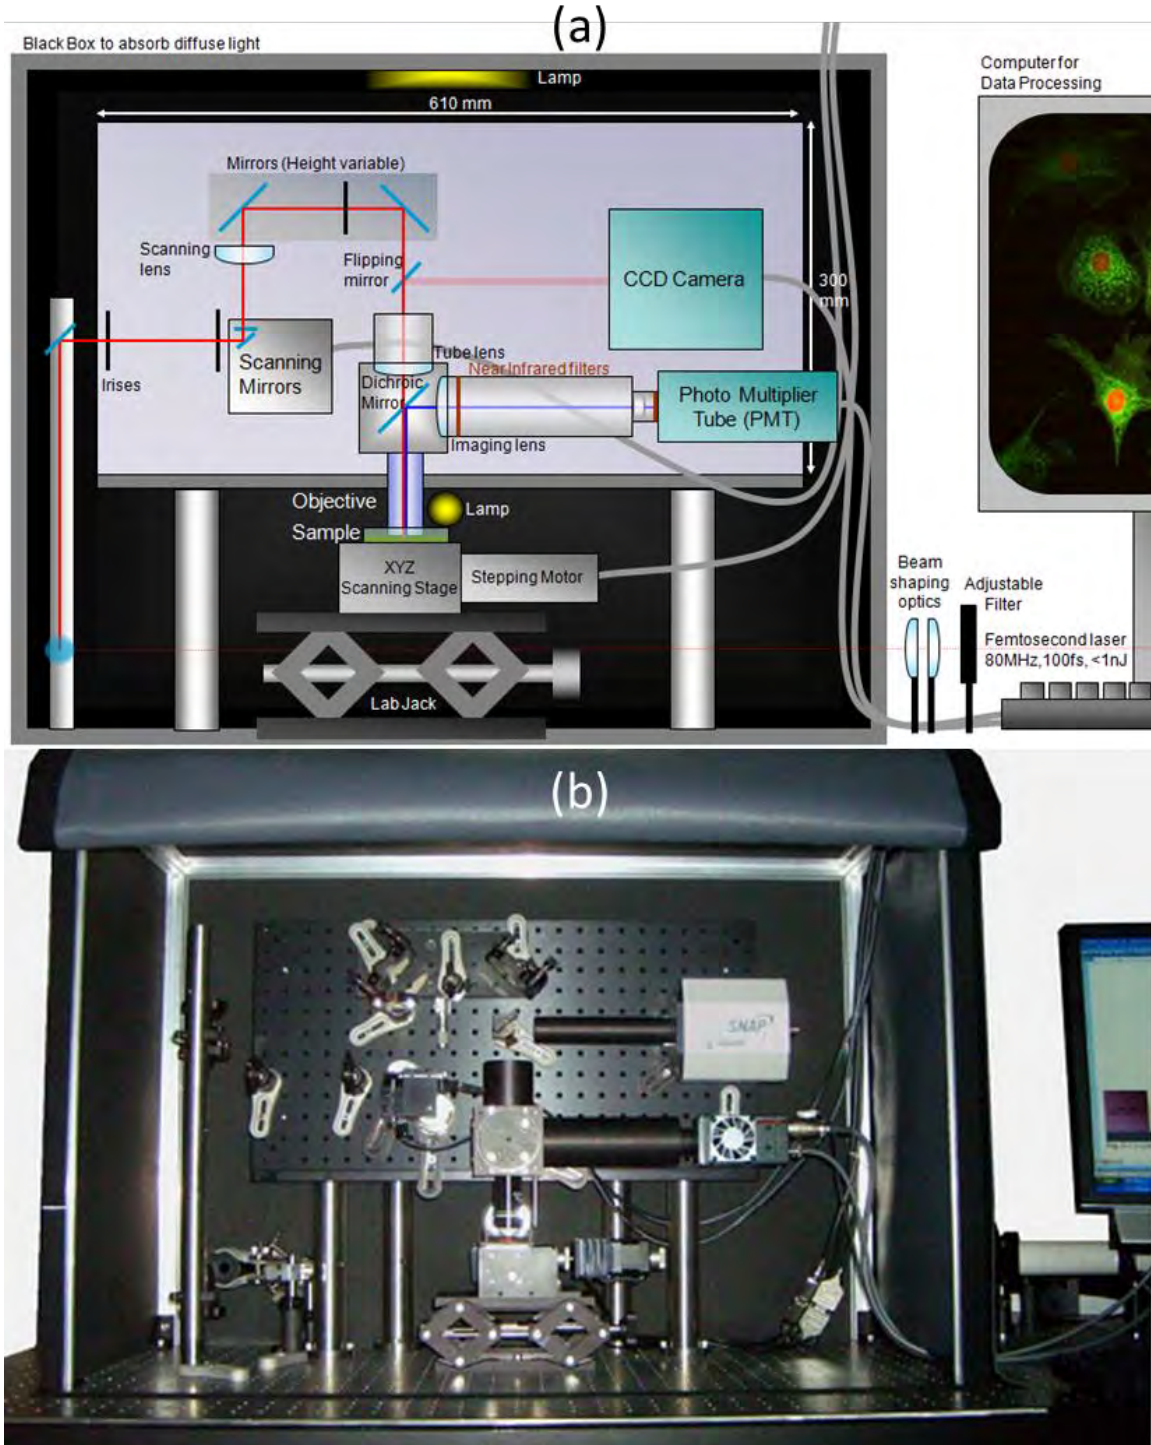 (a)
Black Box to absorb diffuse light
Lamp
610 mm
Computer for
Data Processing
Mirrors (Height variable)
Scanning
lens
Flipping
mirror
CCD Camera
300
mm
Scanning
Mirrors
Irises
Tube lens
Near Infrared filters
Dichroic
Mirror
Photo Multiplier
Tube (PMT)
Imaging lens
Objective
Lamp
Sample
XYZ
Scanning Stage
Stepping Motor
Beam
shaping
optics
Adjustable
Filter
Femtosecond laser
80MHz,100fs, <1nJ
Lab Jack
(b)
SNAP